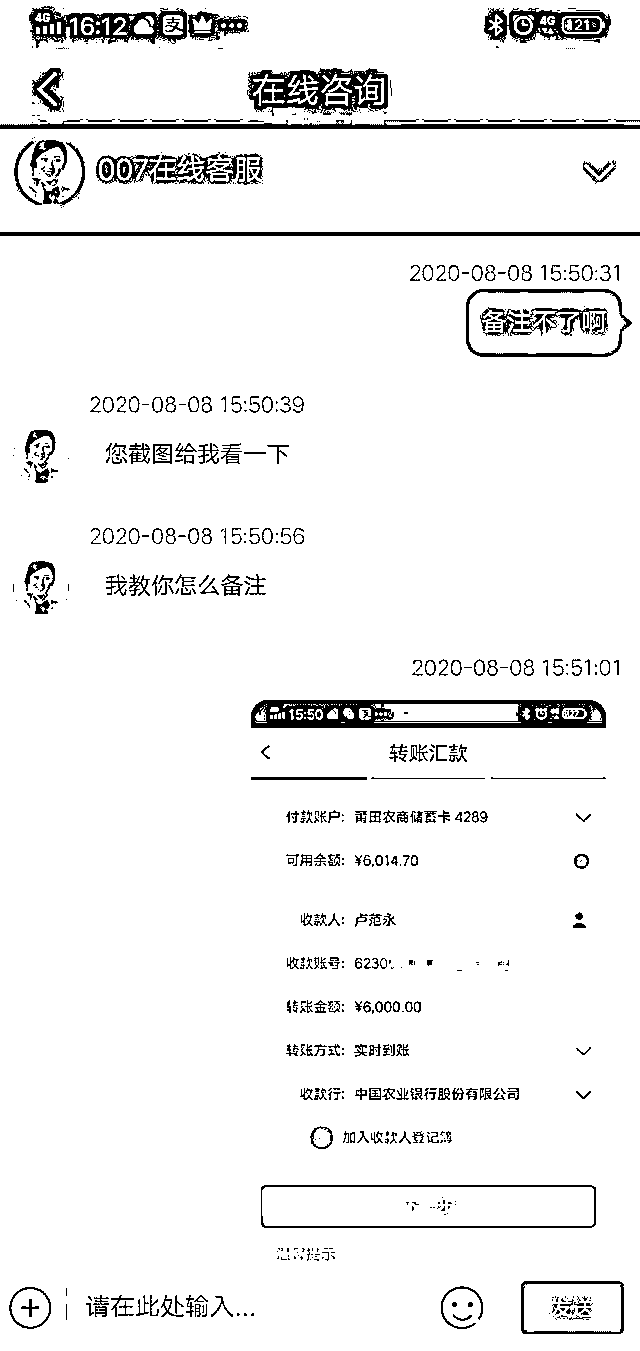 4G 16:12 支 4G 21
在线咨询
007在线客服
2020-08-08 15:50:31
备注不了啊
2020-08-08 15:50:39
您截图给我看一下
2020-08-08 15:50:56
我教你怎么备注
2020-08-08 15:51:01
15:50
转账汇款
付款账户: 莆田农商储蓄卡 4289
可用余额: ¥6,014.70
收款人: 卢范永
收款账号: 6230
转账金额: ¥6,000.00
转账方式: 实时到账
收款行: 中国农业银行股份有限公司
加入收款人登记簿
下一步
温馨提示
请在此处输入...
发送